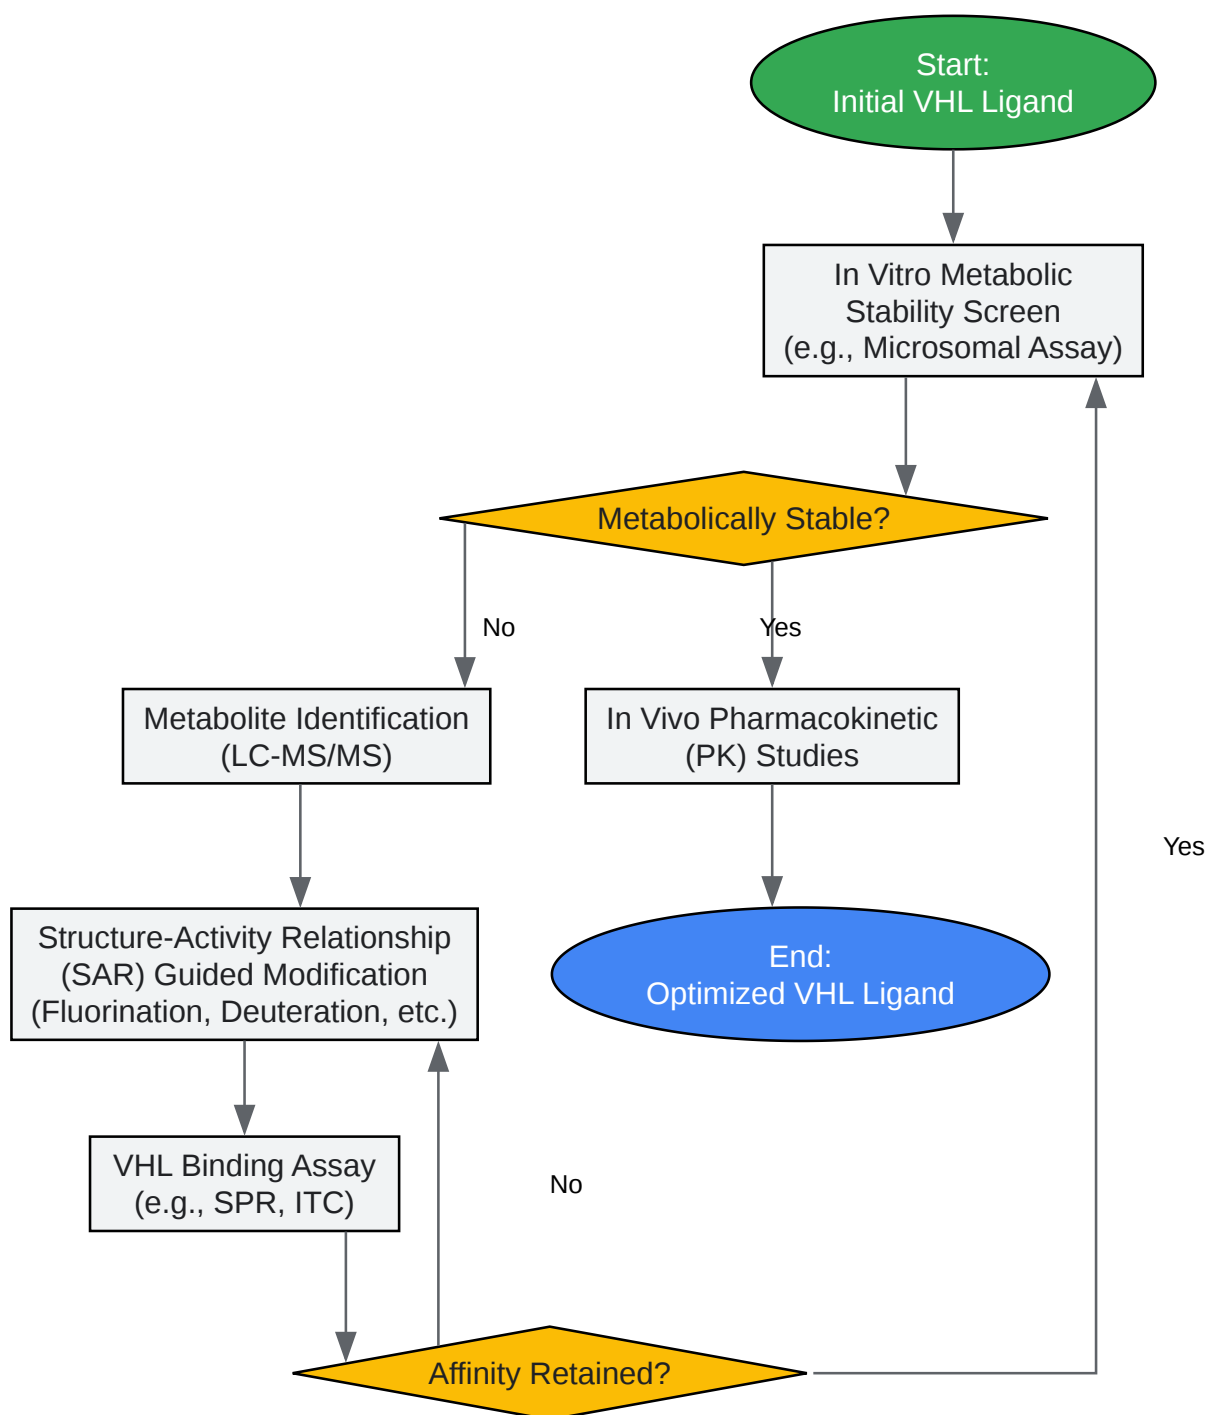 Start:
Initial VHL Ligand
In Vitro Metabolic
Stability Screen
(e.g., Microsomal Assay)
Metabolically Stable?
No
Yes
Metabolite Identification
(LC-MS/MS)
In Vivo Pharmacokinetic
(PK) Studies
Yes
Structure-Activity Relationship
(SAR) Guided Modification
(Fluorination, Deuteration, etc.)
End:
Optimized VHL Ligand
VHL Binding Assay
(e.g., SPR, ITC)
No
Affinity Retained?